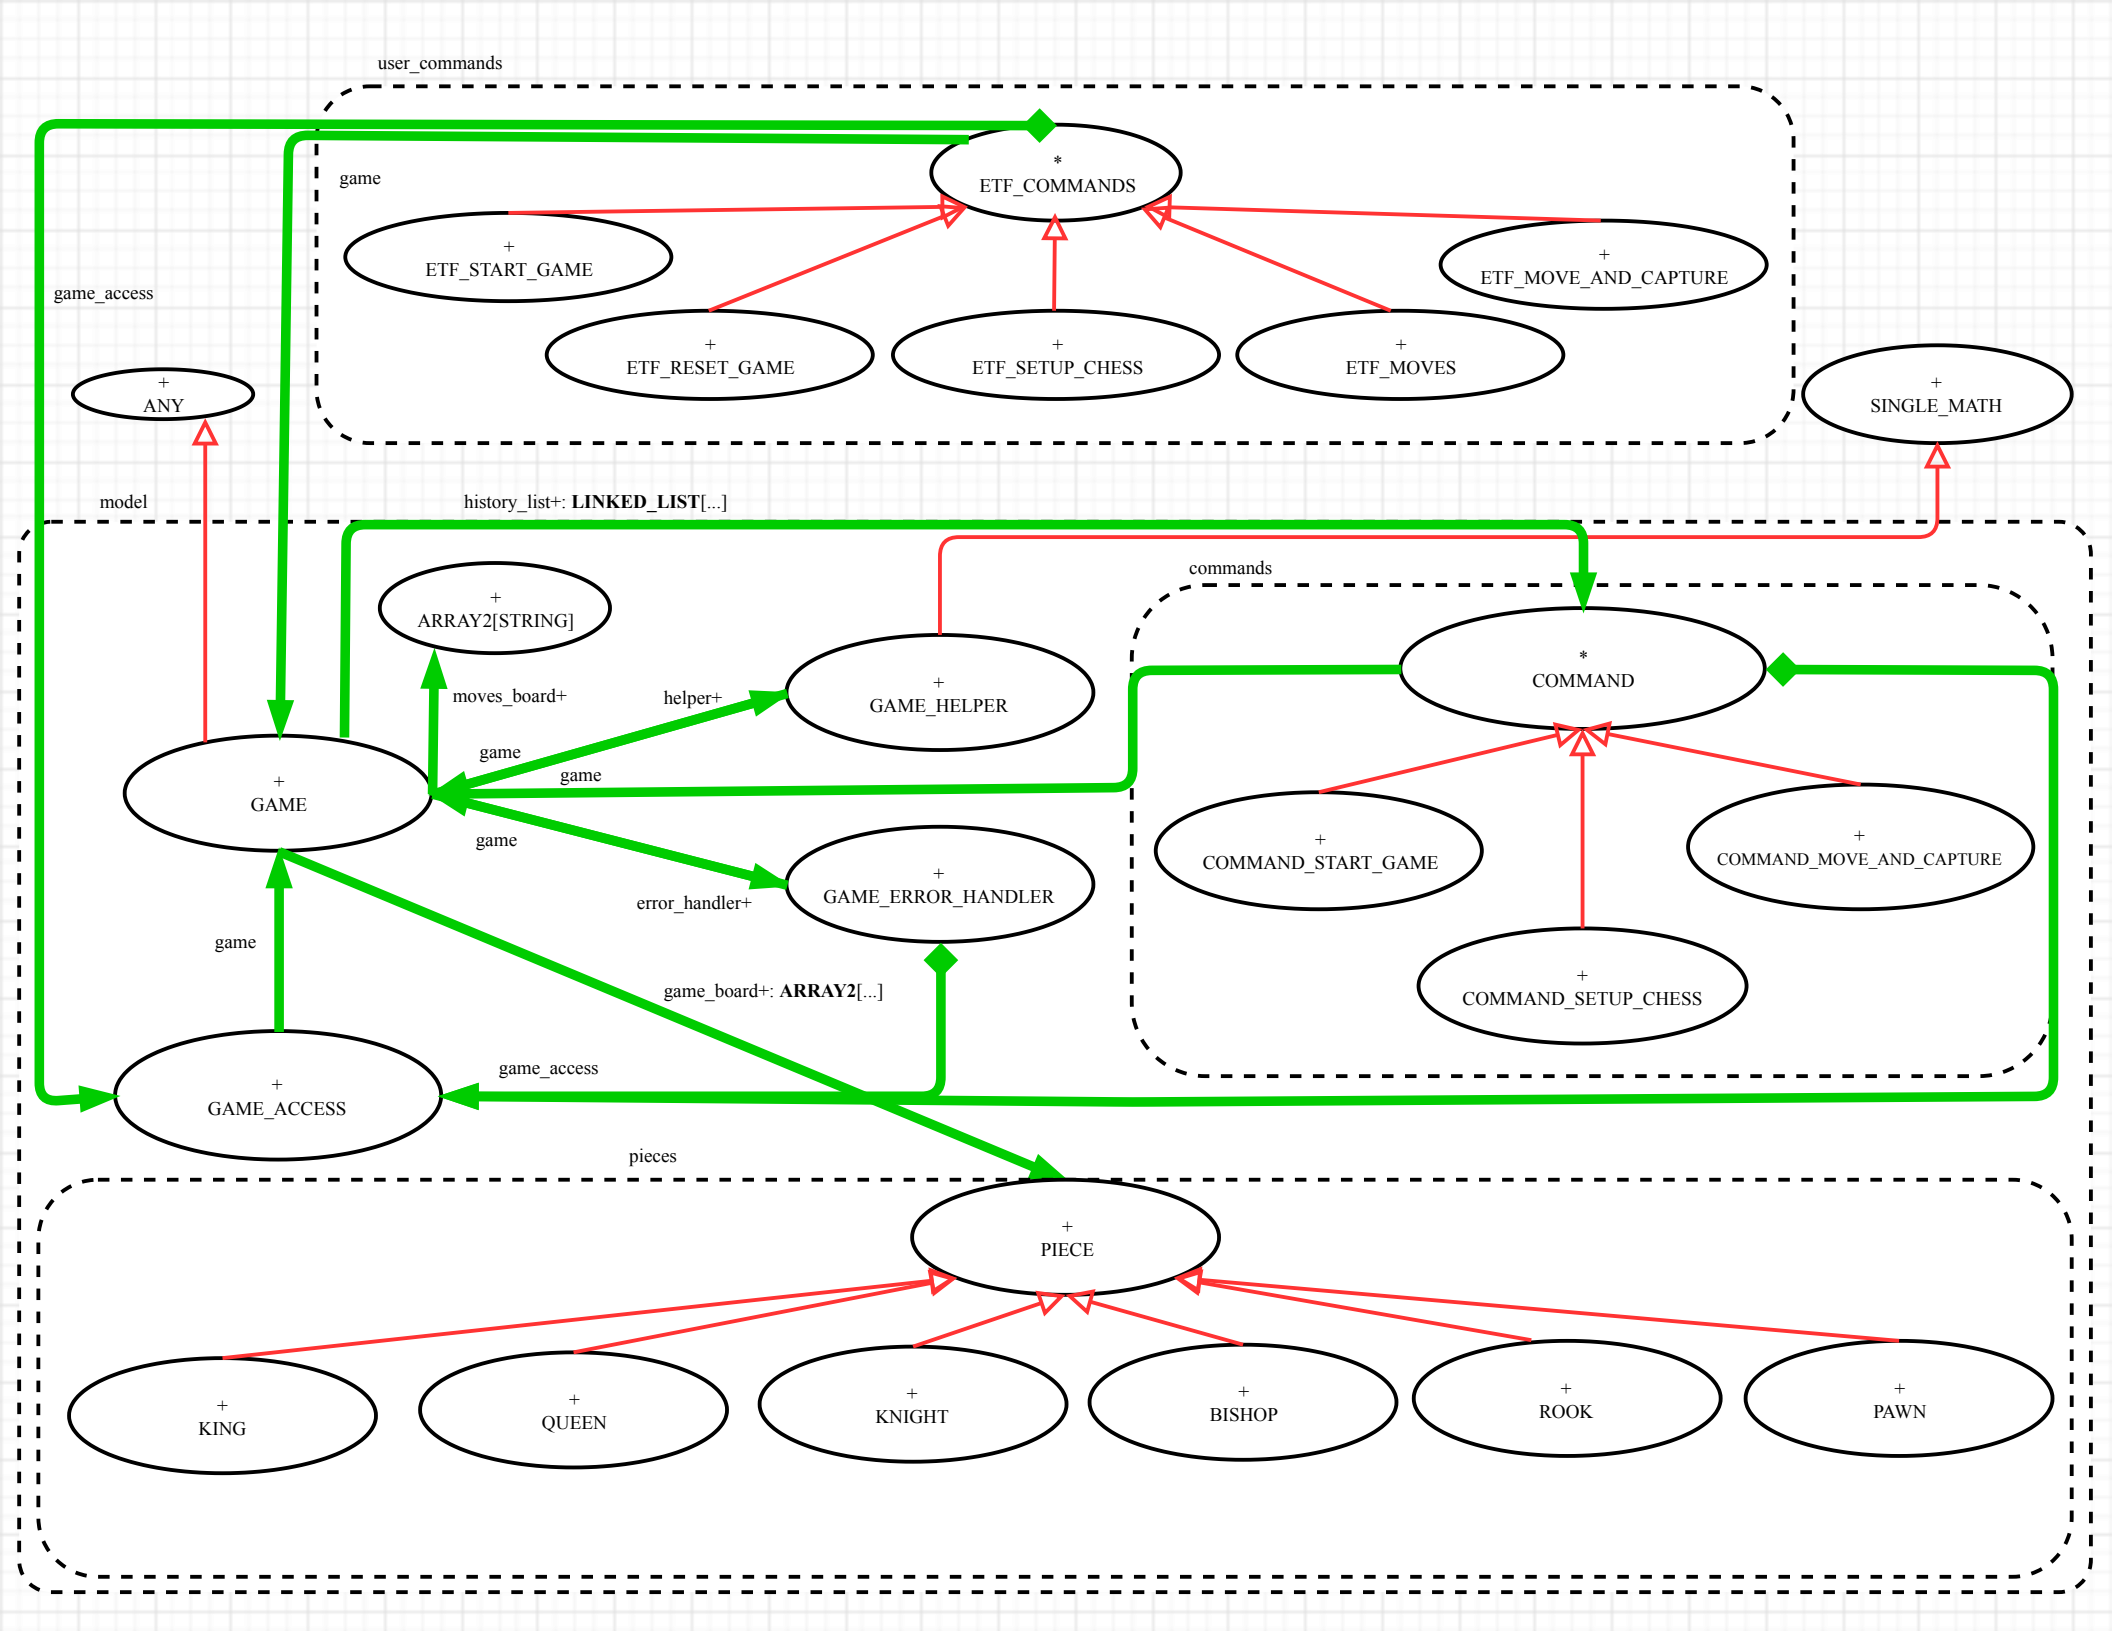 user_commands
*
ETF_COMMANDS
game
+
ETF_START_GAME
+
ETF_MOVE_AND_CAPTURE
game_access
+
ETF_RESET_GAME
+
ETF_SETUP_CHESS
+
ETF_MOVES
+
ANY
+
SINGLE_MATH
model
history_list+: LINKED_LIST[...]
commands
+
ARRAY2[STRING]
*
COMMAND
moves_board+
helper+
+
GAME_HELPER
game
game
+
GAME
game
+
COMMAND_START_GAME
+
COMMAND_MOVE_AND_CAPTURE
+
GAME_ERROR_HANDLER
error_handler+
game
game_board+: ARRAY2[...]
+
COMMAND_SETUP_CHESS
game_access
+
GAME_ACCESS
pieces
+
PIECE
+
KING
+
QUEEN
+
KNIGHT
+
BISHOP
+
ROOK
+
PAWN